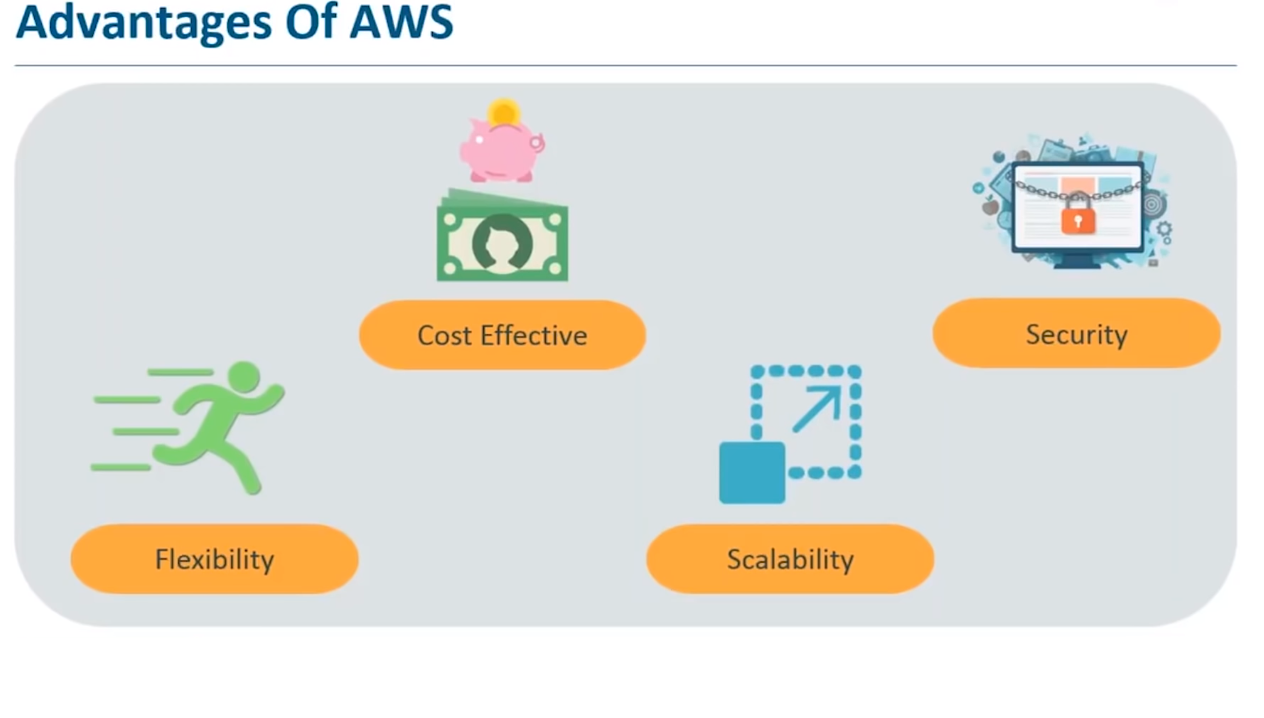 Advantages Of AWS
Cost Effective
Security
Flexibility
Scalability